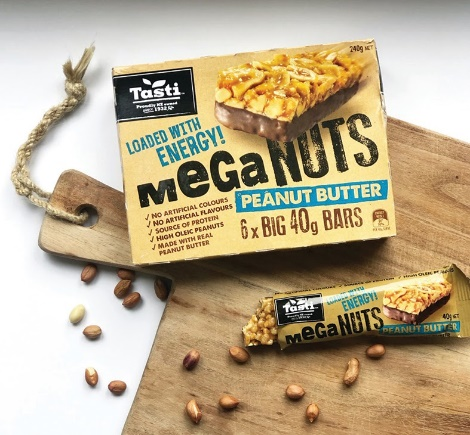 240g NET
Tasti
Proudly NZ owned
since 1932
LOADED WITH
ENERGY!
MEGANUTS
PEANUT BUTTER
6 x BIG 40g BARS
✓ NO ARTIFICIAL COLOURS
✓ NO ARTIFICIAL FLAVOURS
✓ SOURCE OF PROTEIN
✓ HIGH OLEIC PEANUTS
✓ MADE WITH REAL
PEANUT BUTTER
Tasti
LOADED WITH
ENERGY!
MEGANUTS
PEANUT BUTTER
40g NET